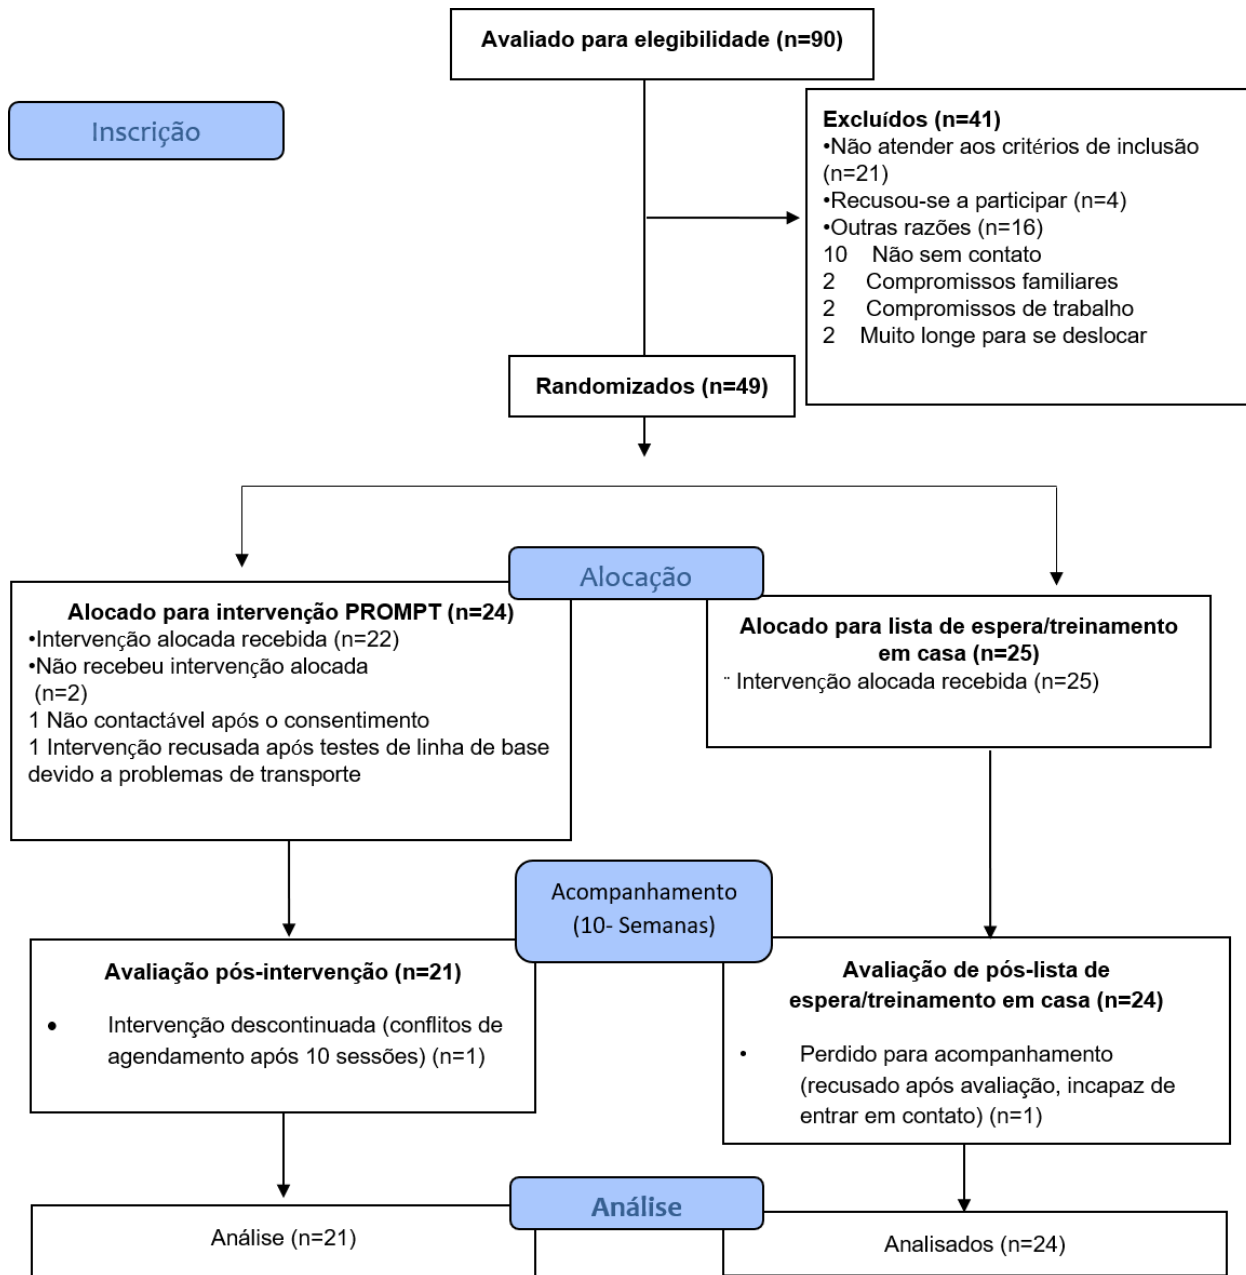 Avaliado para elegibilidade (n=90)
Inscrição
Excluídos (n=41)
•Não atender aos critérios de inclusão
(n=21)
•Recusou-se a participar (n=4)
•Outras razões (n=16)
10 Não sem contato
2 Compromissos familiares
2 Compromissos de trabalho
2 Muito longe para se deslocar
Randomizados (n=49)
Alocação
Alocado para intervenção PROMPT (n=24)
•Intervenção alocada recebida (n=22)
•Não recebeu intervenção alocada
(n=2)
1 Não contactável após o consentimento
1 Intervenção recusada após testes de linha de base
devido a problemas de transporte
Alocado para lista de espera/treinamento
em casa (n=25)
¨ Intervenção alocada recebida (n=25)
Acompanhamento
(10- Semanas)
Avaliação pós-intervenção (n=21)
• Intervenção descontinuada (conflitos de
agendamento após 10 sessões) (n=1)
Avaliação de pós-lista de
espera/treinamento em casa (n=24)
• Perdido para acompanhamento
(recusado após avaliação, incapaz de
entrar em contato) (n=1)
Análise
Análise (n=21)
Analisados (n=24)